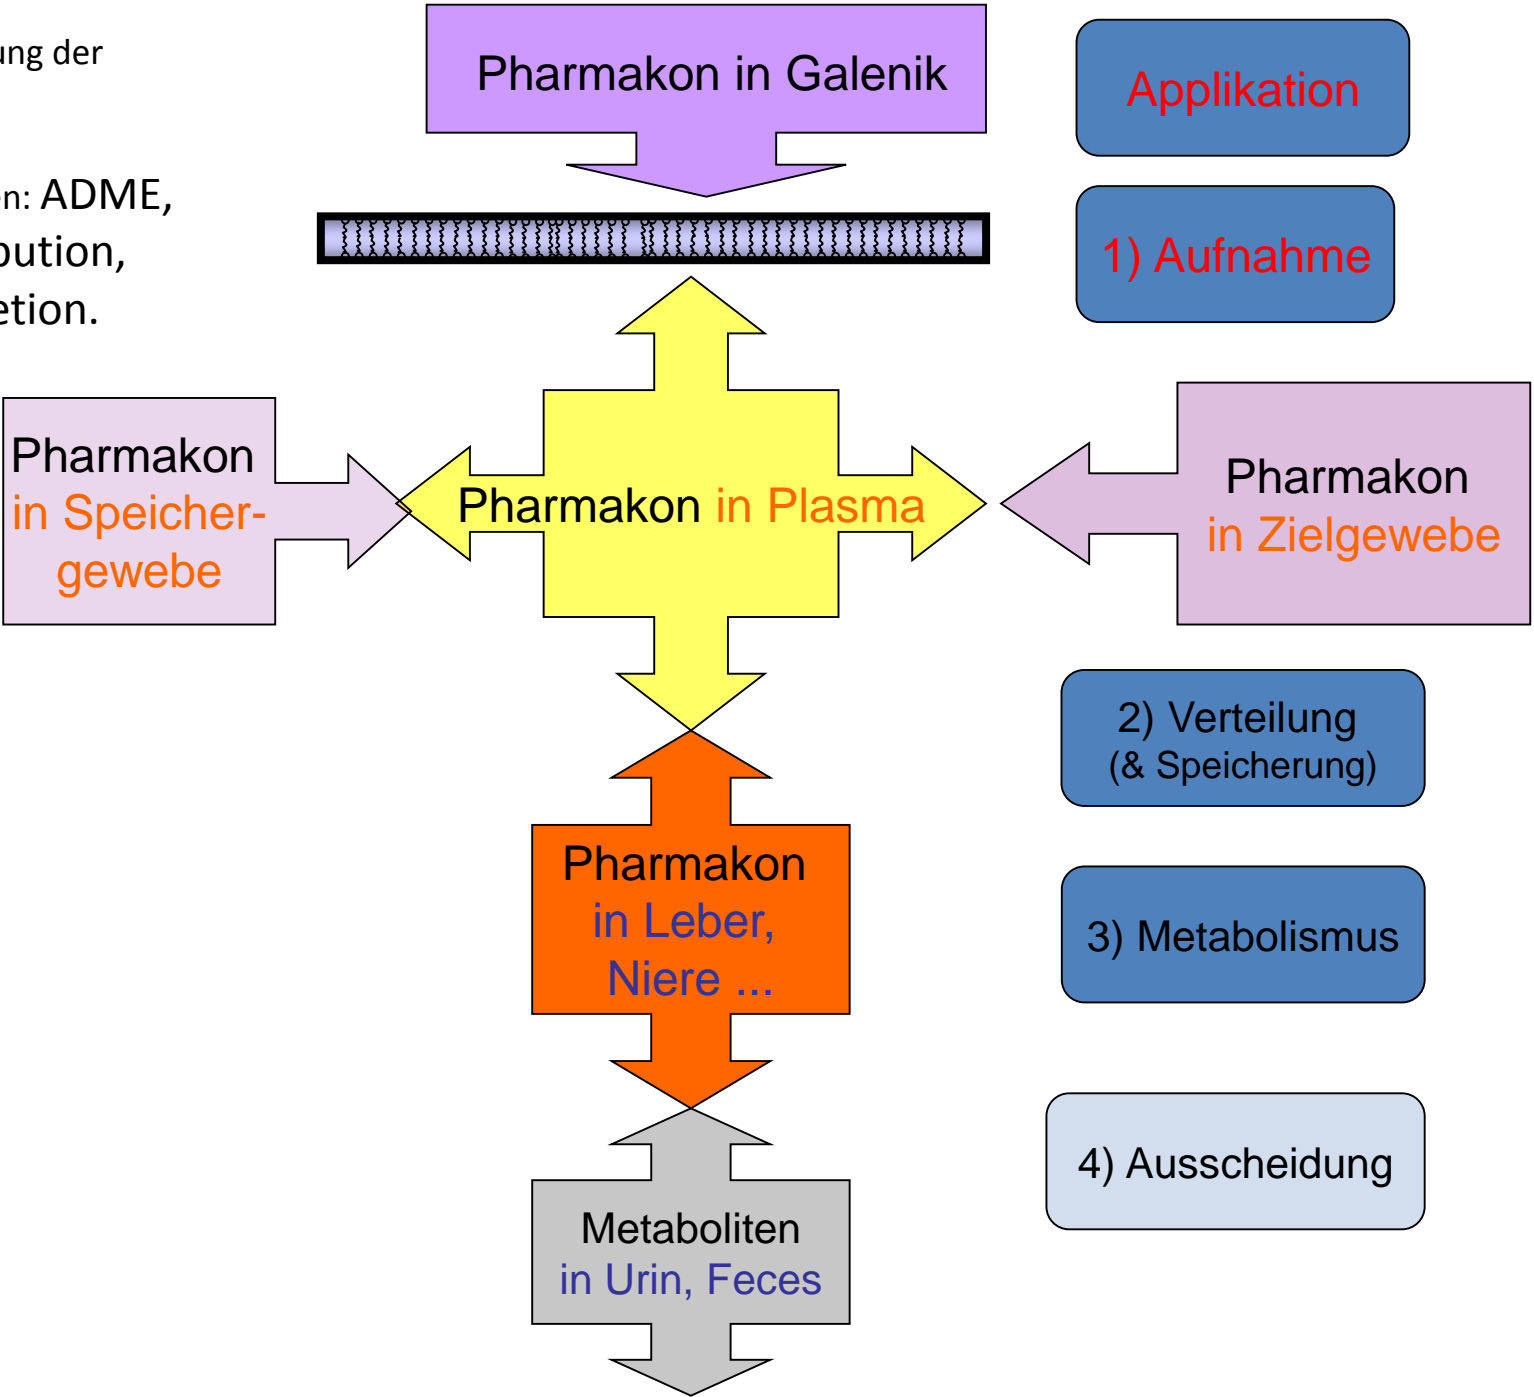 ung der
en: ADME,
bution,
etion.
Pharmakon in Galenik
Applikation
1) Aufnahme
Pharmakon
in Speicher-
gewebe
Pharmakon in Plasma
Pharmakon
in Zielgewebe
2) Verteilung
(& Speicherung)
Pharmakon
in Leber,
Niere ...
3) Metabolismus
4) Ausscheidung
Metaboliten
in Urin, Feces